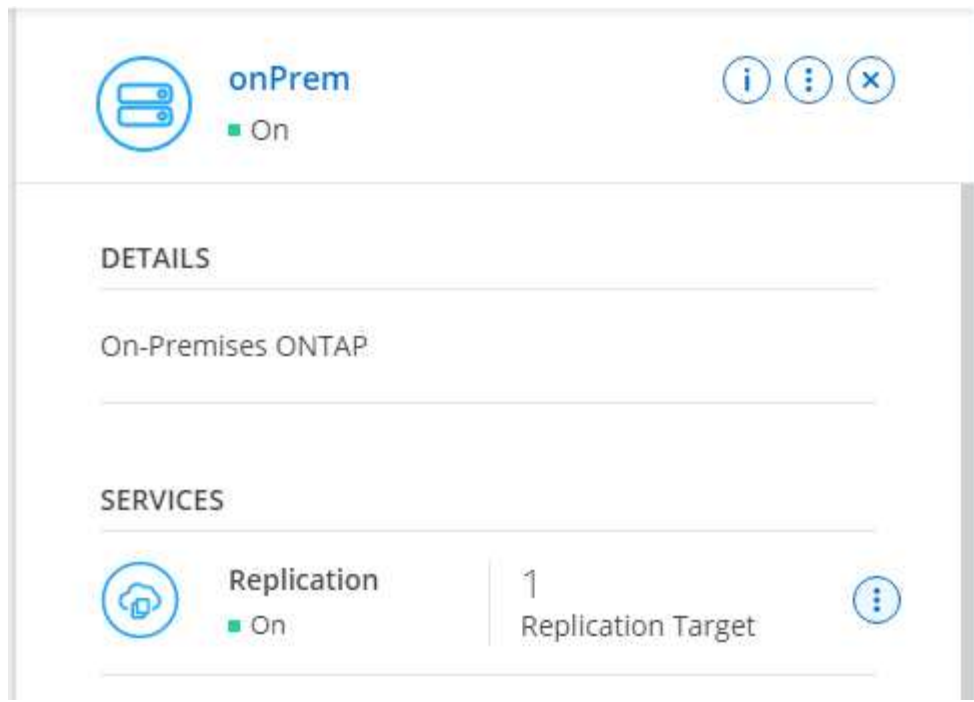 onPrem
On
DETAILS
On-Premises ONTAP
SERVICES
Replication
On
1
Replication Target